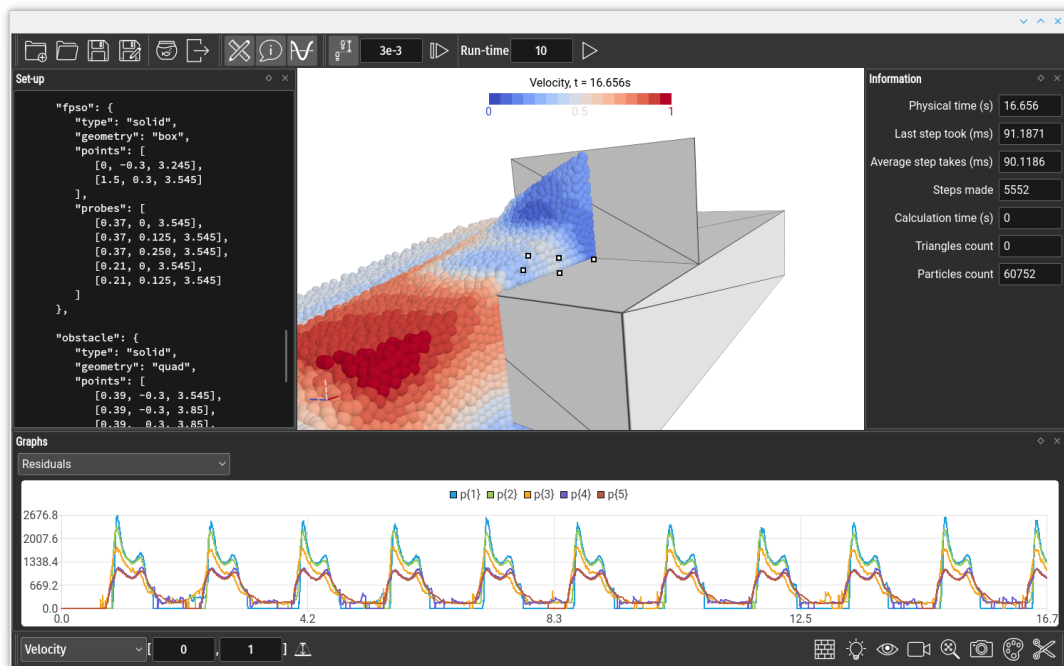 3e-3
Run-time
10
Set-up
"fpso": {
"type": "solid",
"geometry": "box",
"points": [
[0, -0.3, 3.245],
[1.5, 0.3, 3.545]
],
"probes": [
[0.37, 0, 3.545],
[0.37, 0.125, 3.545],
[0.37, 0.250, 3.545],
[0.21, 0, 3.545],
[0.21, 0.125, 3.545]
]
},
"obstacle": {
"type": "solid",
"geometry": "quad",
"points": [
[0.39, -0.3, 3.545],
[0.39, -0.3, 3.85],
[0.39, 0.3, 3.85],
Velocity, t = 16.656s
0
0.5
1
Information
Physical time (s) 16.656
Last step took (ms) 91.1871
Average step takes (ms) 90.1186
Steps made 5552
Calculation time (s) 0
Triangles count 0
Particles count 60752
Graphs
Residuals
p{1} p{2} p{3} p{4} p{5}
2676.8
2007.6
1338.4
669.2
0.0
0.0 4.2 8.3 12.5 16.7
Velocity [ 0 , 1 ]